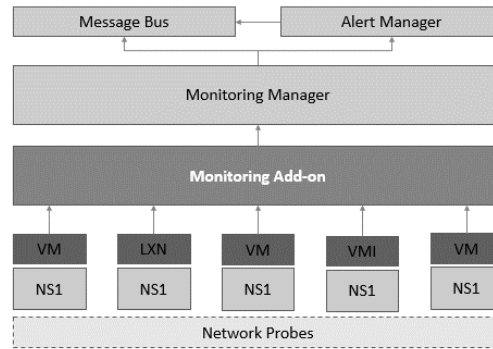 Message Bus
Alert Manager
Monitoring Manager
Monitoring Add-on
VM
LXN
VM
VMI
VM
NS1
NS1
NS1
NS1
NS1
Network Probes